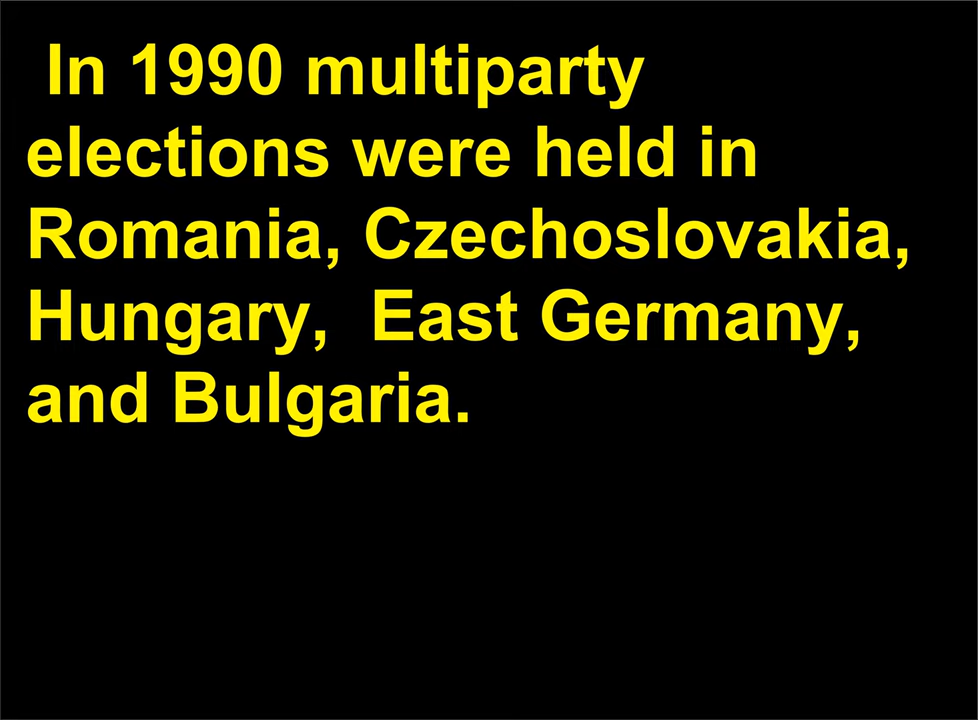 In 1990 multiparty
elections were held in
Romania, Czechoslovakia,
Hungary,  East Germany,
and Bulgaria.